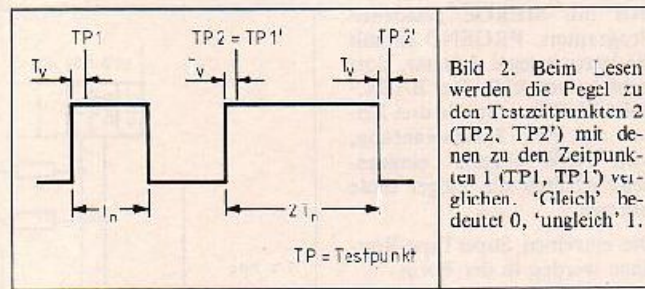 TP1 TP2 = TP1' TP2'
Tv Tv Tv
Tn 2 Tn
TP = Testpunkt
Bild 2. Beim Lesen
werden die Pegel zu
den Testzeitpunkten 2
(TP2, TP2') mit de-
nen zu den Zeitpunk-
ten 1 (TP1, TP1') ver-
glichen. 'Gleich' be-
deutet 0, 'ungleich' 1.